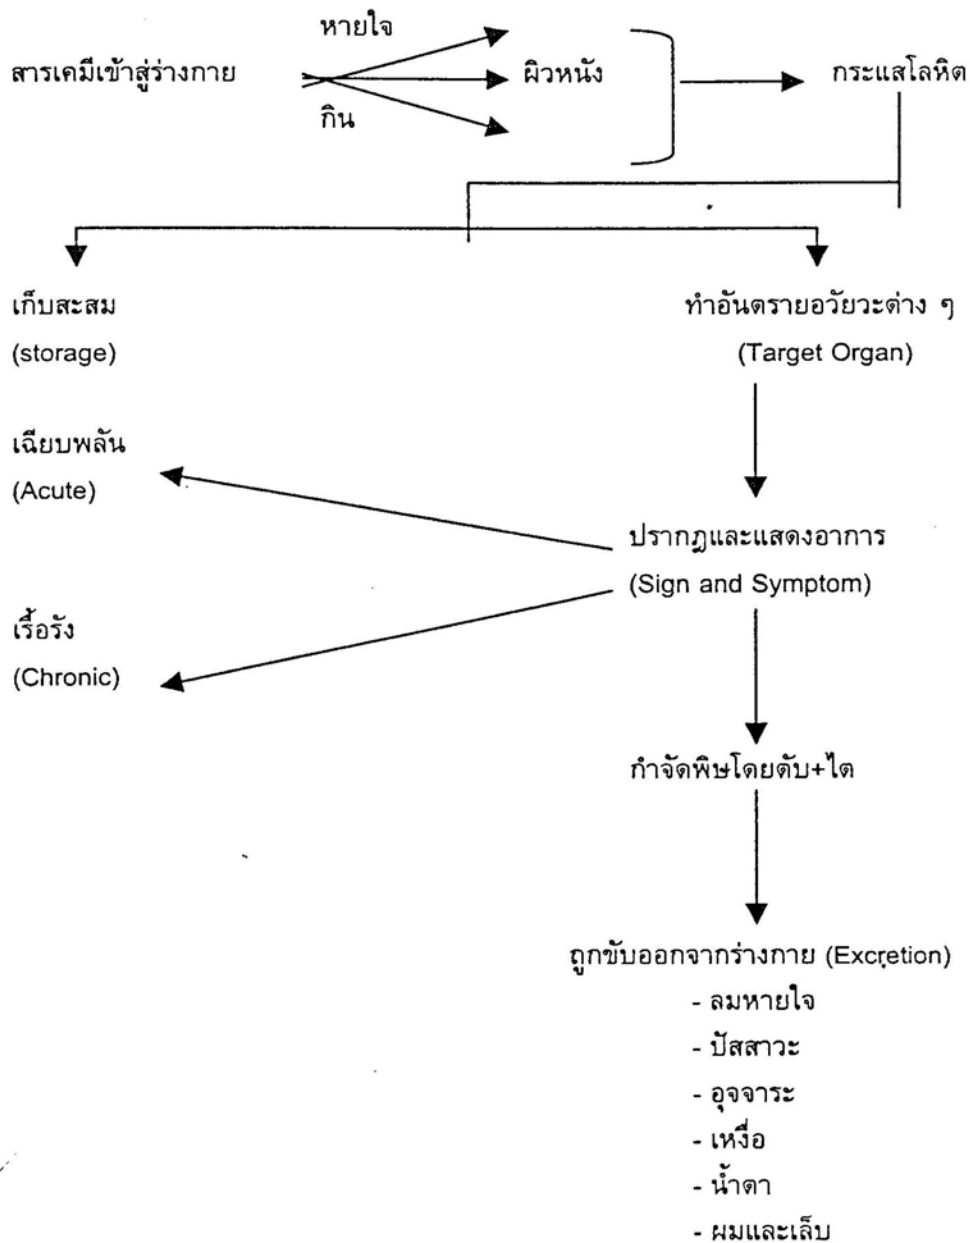 หายใจ
สารเคมีเข้าสู่ร่างกาย ผิวหนัง กระแสโลหิต
กิน
เก็บสะสม ทำอันตรายอวัยวะต่าง ๆ
(storage) (Target Organ)
เฉียบพลัน
(Acute)
ปรากฏและแสดงอาการ
(Sign and Symptom)
เรื้อรัง
(Chronic)
กำจัดพิษโดยตับ+ไต
ถูกขับออกจากร่างกาย (Excretion)
- ลมหายใจ
- ปัสสาวะ
- อุจจาระ
- เหงื่อ
- น้ำตา
- ผมและเล็บ